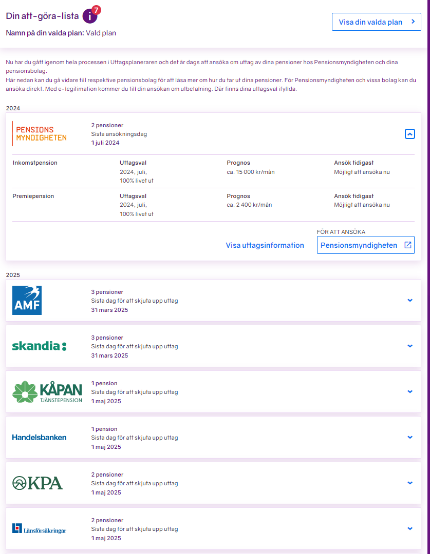 Din att-göra-lista i 7
Visa din valda plan
Namn på din valda plan: Vald plan
Nu har du gått igenom hela processen i Uttagsplaneraren och det är dags att ansöka om uttag av dina pensioner hos Pensionsmyndigheten och dina
pensionsbolag.
Här nedan kan du gå vidare till respektive pensionsbolag för att läsa mer om hur du tar ut dina pensioner. För Pensionsmyndigheten och vissa bolag kan du
ansöka direkt. Med e-legitimation kommer du till din ansökan om utbetalning. Där finns dina uttagsval ifyllda.
2024
PENSIONS
MYNDIGHETEN
2 pensioner
Sista ansökningsdag
1 juli 2024
Inkomstpension
Uttagsval
2024, juli,
100% livet ut
Prognos
ca. 15 000 kr/mån
Ansök tidigast
Möjligt att ansöka nu
Premiepension
Uttagsval
2024, juli,
100% livet ut
Prognos
ca. 2 400 kr/mån
Ansök tidigast
Möjligt att ansöka nu
FÖR ATT ANSÖKA
Visa uttagsinformation
Pensionsmyndigheten
2025
AMF
3 pensioner
Sista dag för att skjuta upp uttag
31 mars 2025
skandia:
3 pensioner
Sista dag för att skjuta upp uttag
31 mars 2025
KÅPAN
TJÄNSTEPENSION
1 pension
Sista dag för att skjuta upp uttag
1 maj 2025
Handelsbanken
1 pension
Sista dag för att skjuta upp uttag
1 maj 2025
KPA
2 pensioner
Sista dag för att skjuta upp uttag
1 maj 2025
Länsförsäkringar
2 pensioner
Sista dag för att skjuta upp uttag
1 maj 2025